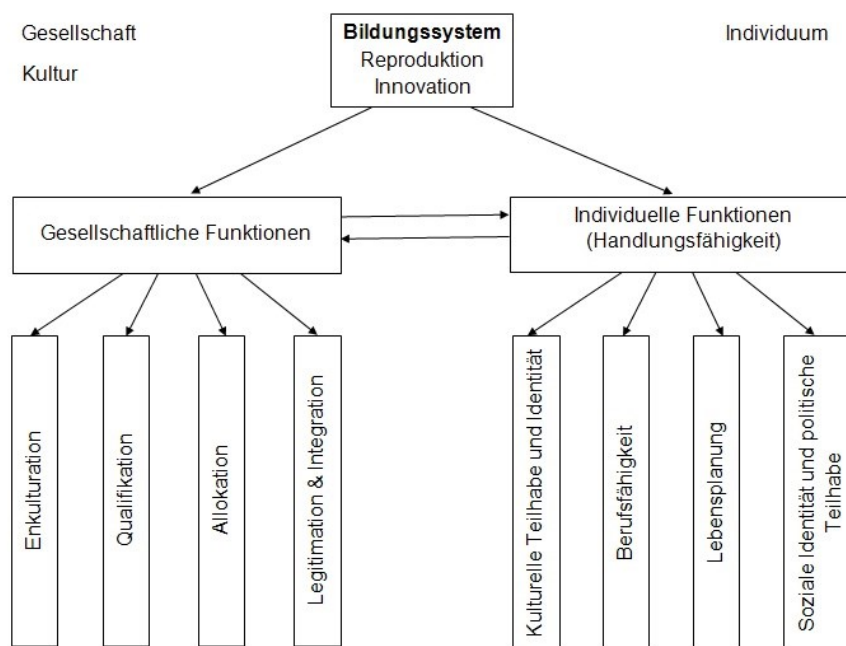 Gesellschaft
Kultur
Bildungssystem
Reproduktion
Innovation
Individuum
Gesellschaftliche Funktionen
Individuelle Funktionen
(Handlungsfähigkeit)
Enkulturation
Qualifikation
Allokation
Legitimation & Integration
Kulturelle Teilhabe und Identität
Berufsfähigkeit
Lebensplanung
Soziale Identität und politische
Teilhabe